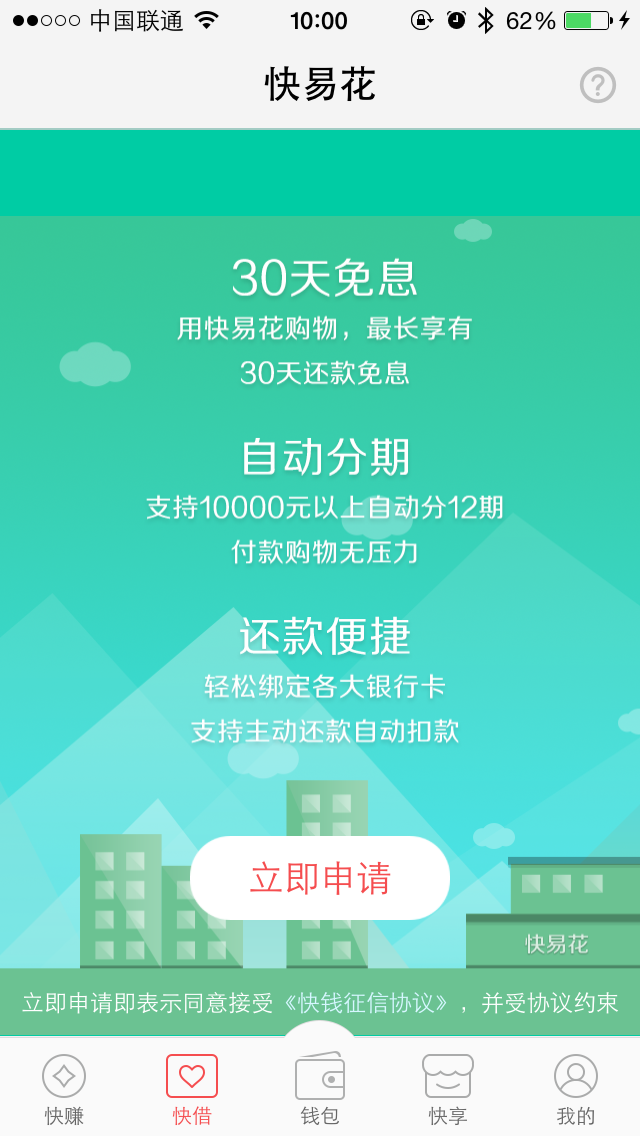 中国联通 10:00 62%
快易花
30天免息
用快易花购物，最长享有
30天还款免息
自动分期
支持10000元以上自动分12期
付款购物无压力
还款便捷
轻松绑定各大银行卡
支持主动还款自动扣款
立即申请
快易花
立即申请即表示同意接受《快钱征信协议》，并受协议约束
快赚 快借 钱包 快享 我的